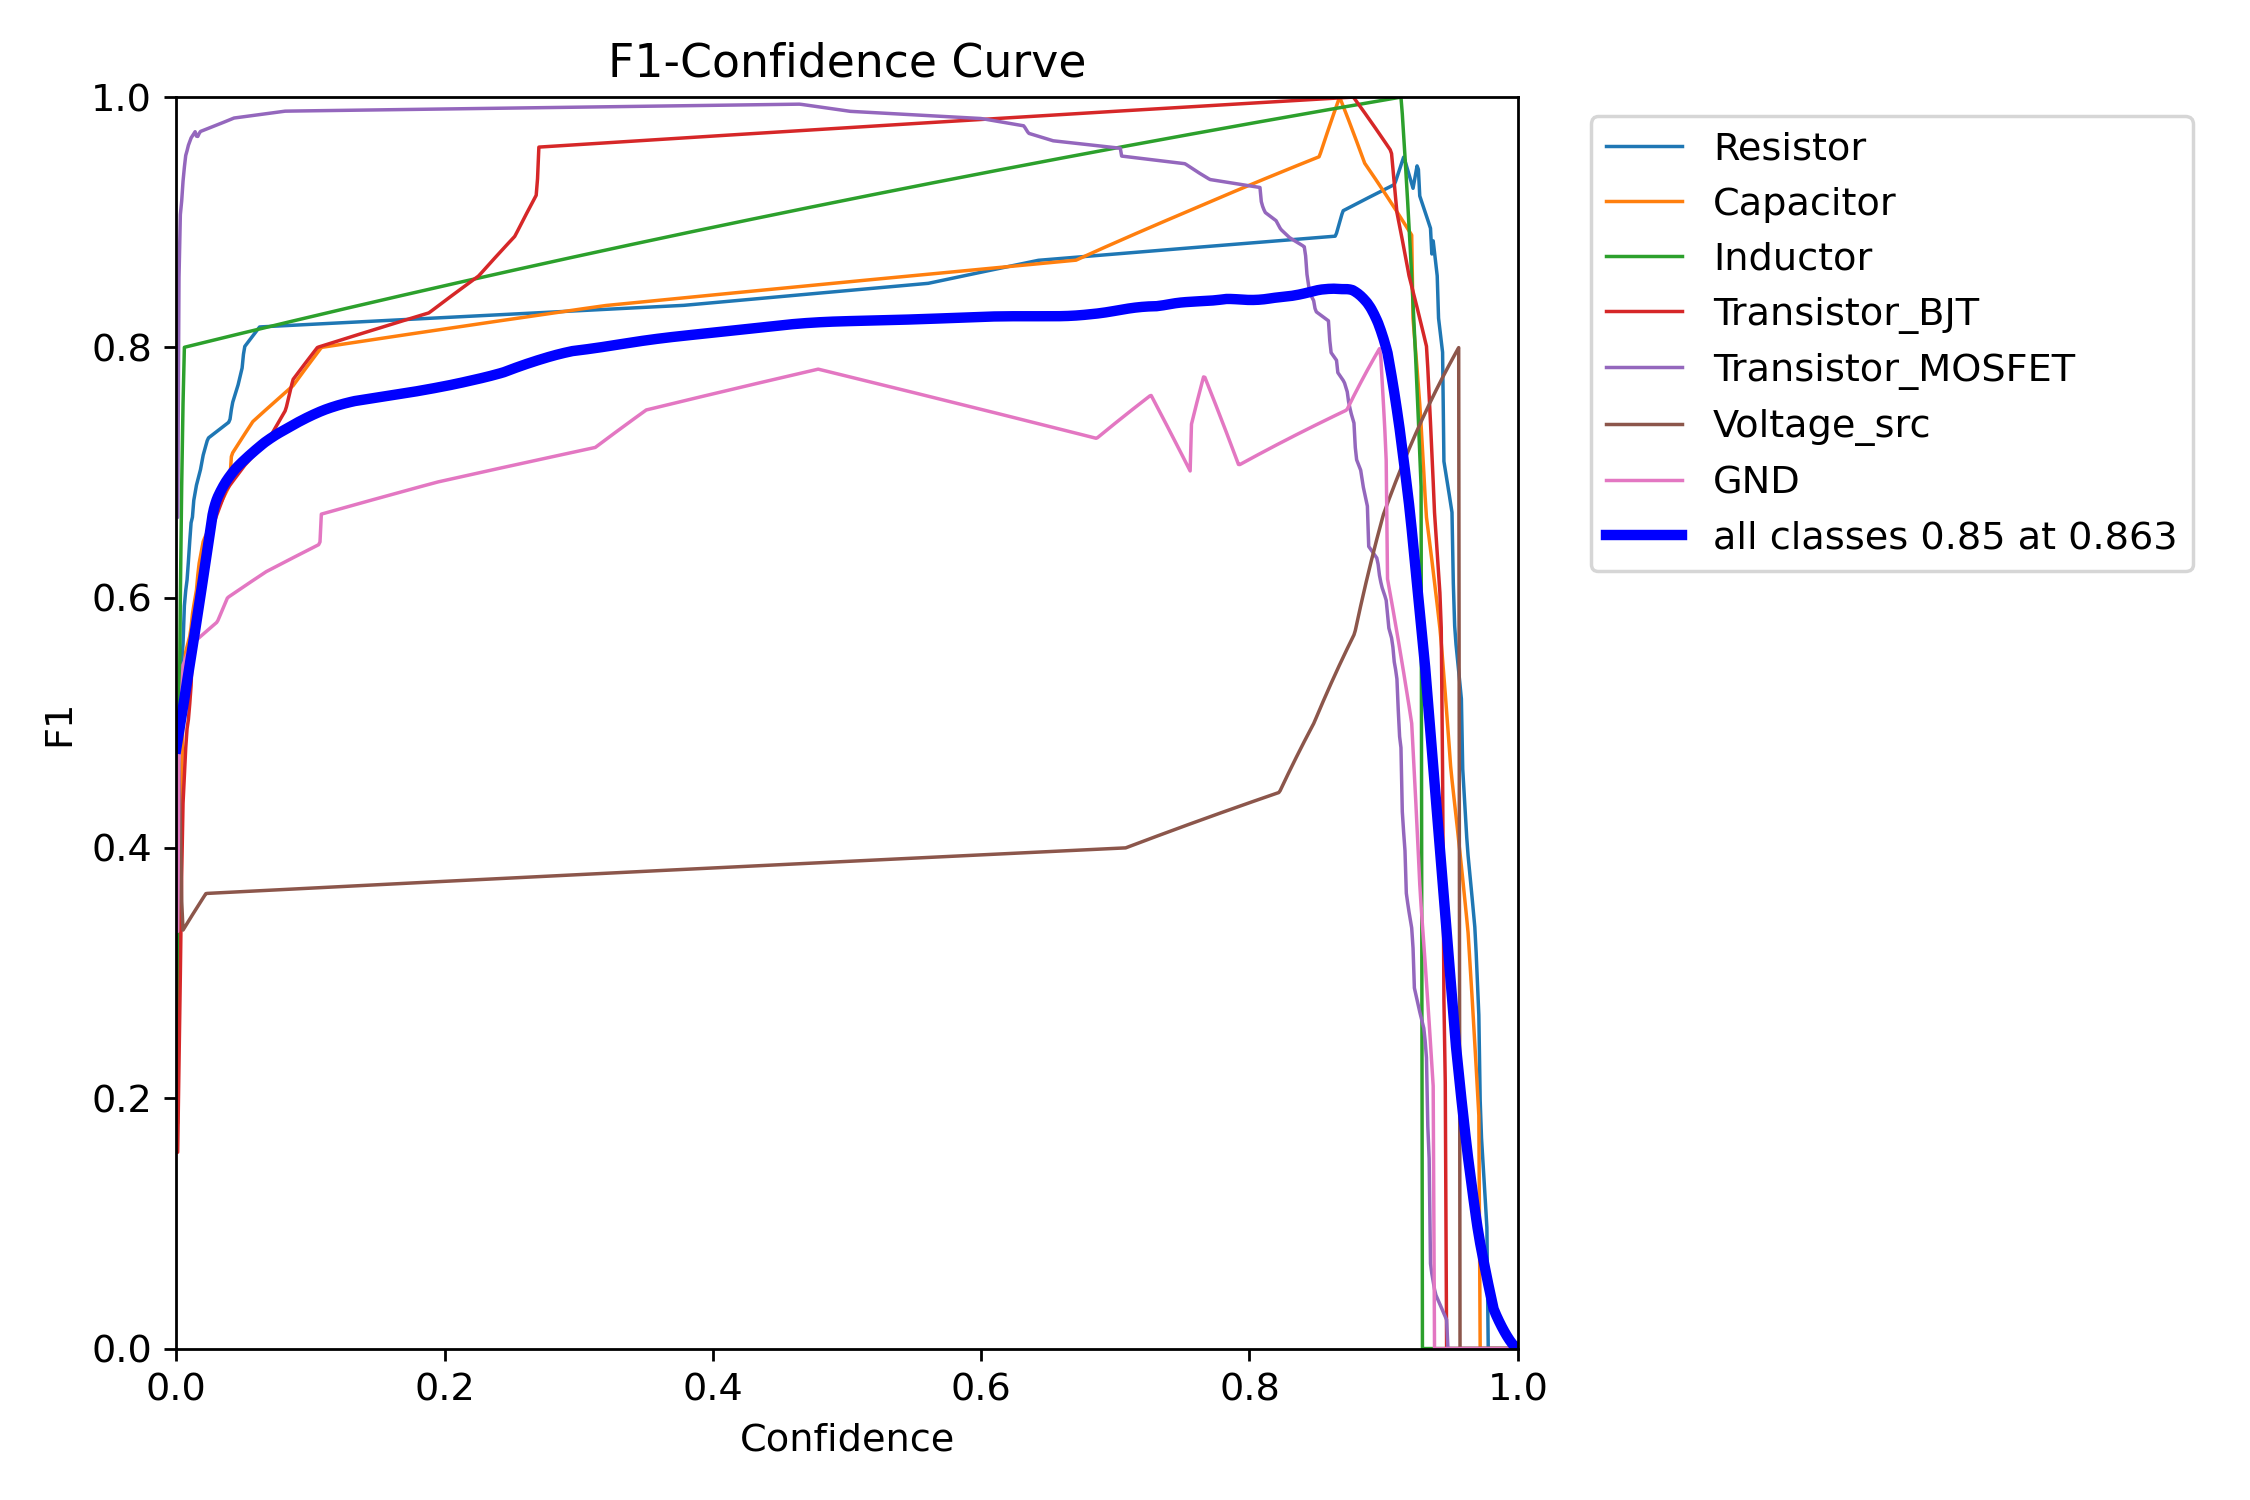 F1-Confidence Curve
1.0
0.8
0.6
0.4
0.2
0.0
F1
0.0 0.2 0.4 0.6 0.8 1.0
Confidence
Resistor
Capacitor
Inductor
Transistor_BJT
Transistor_MOSFET
Voltage_src
GND
all classes 0.85 at 0.863